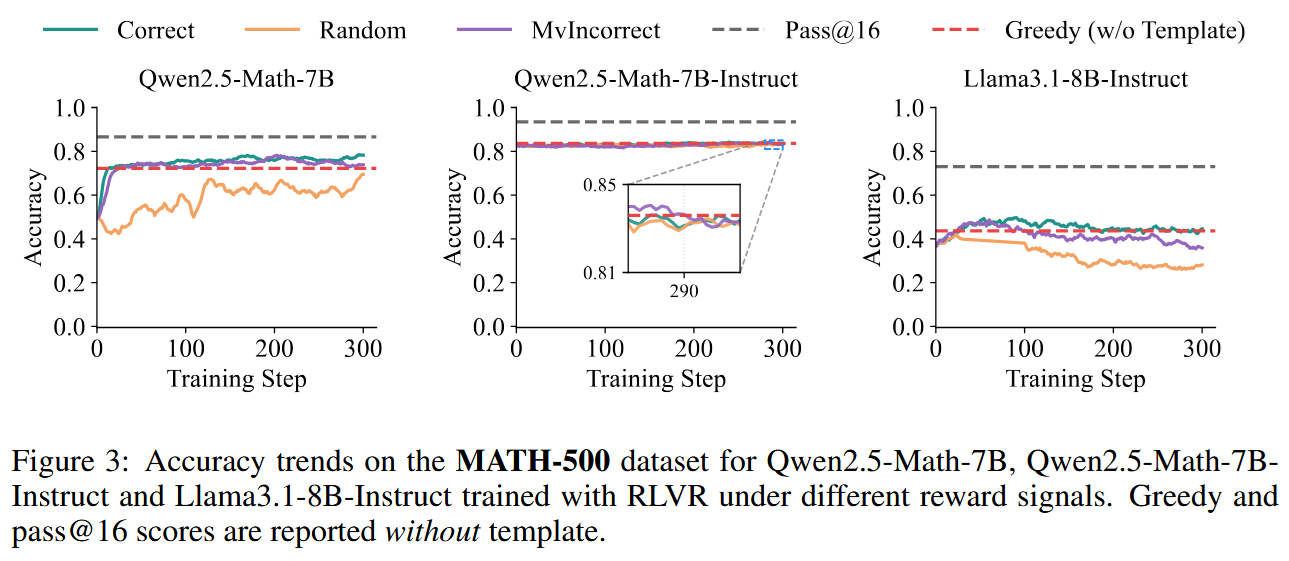 Correct Random MvIncorrect Pass@16 Greedy (w/o Template)
Qwen2.5-Math-7B
1.0
0.8
0.6
0.4
0.2
0.0
Accuracy
0 100 200 300
Training Step
Qwen2.5-Math-7B-Instruct
1.0
0.8
0.6
0.4
0.2
0.0
Accuracy
0.85
0.81
290
0 100 200 300
Training Step
Llama3.1-8B-Instruct
1.0
0.8
0.6
0.4
0.2
0.0
Accuracy
0 100 200 300
Training Step
Figure 3: Accuracy trends on the MATH-500 dataset for Qwen2.5-Math-7B, Qwen2.5-Math-7B-
Instruct and Llama3.1-8B-Instruct trained with RLVR under different reward signals. Greedy and
pass@16 scores are reported without template.